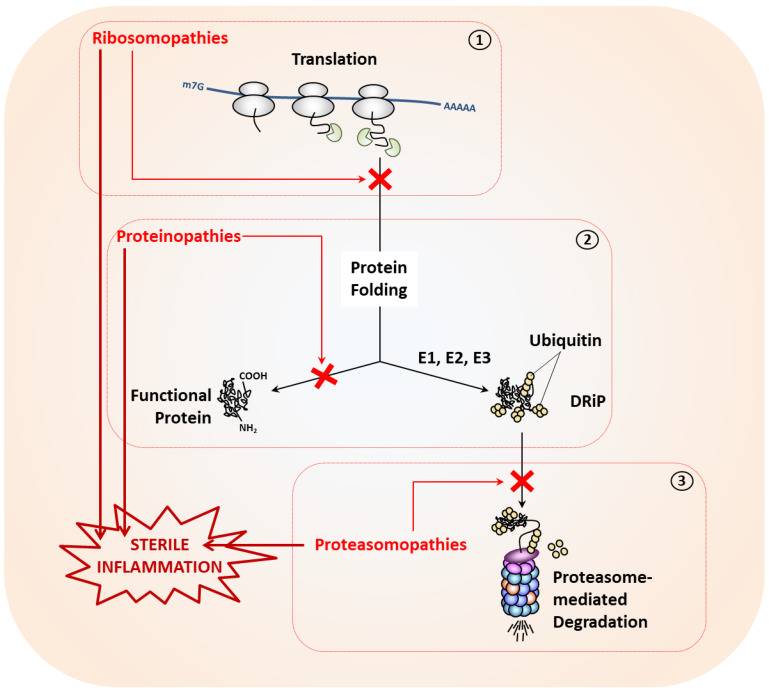 Ribosomopathies
①
Translation
m7G
AAAAA
Proteinopathies
②
Protein
Folding
E1, E2, E3
Ubiquitin
COOH
Functional
Protein
NH₂
DRiP
③
STERILE
INFLAMMATION
Proteasomopathies
Proteasome-
mediated
Degradation